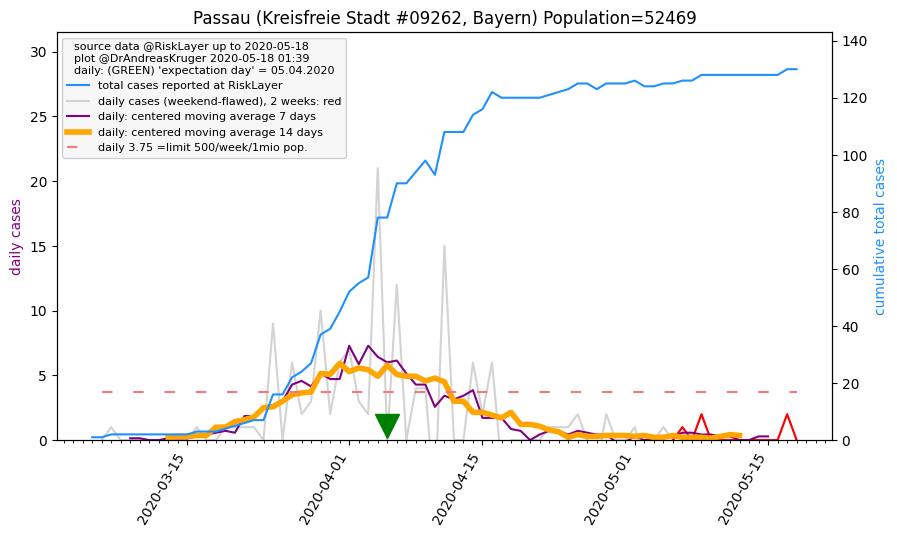 Passau (Kreisfreie Stadt #09262, Bayern) Population=52469
source data @RiskLayer up to 2020-05-18
plot @DrAndreasKruger 2020-05-18 01:39
daily: (GREEN) 'expectation day' = 05.04.2020
total cases reported at RiskLayer
daily cases (weekend-flawed), 2 weeks: red
daily: centered moving average 7 days
daily: centered moving average 14 days
daily 3.75 =limit 500/week/1mio pop.
daily cases
30
25
20
15
10
5
0
cumulative total cases
140
120
100
80
60
40
20
0
2020-03-15
2020-04-01
2020-04-15
2020-05-01
2020-05-15